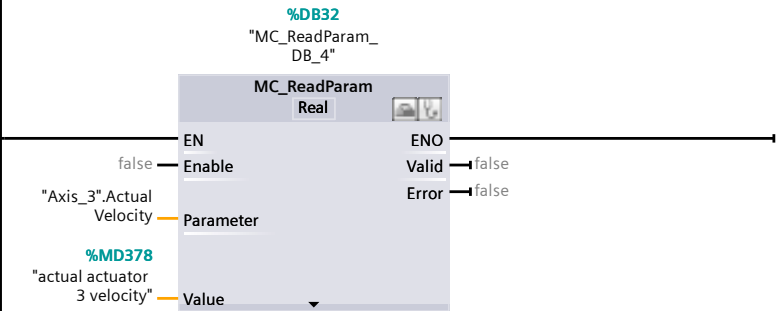 %DB32
"MC_ReadParam_
DB_4"
MC_ReadParam
Real
EN
ENO
false
Enable
Valid
false
Error
false
"Axis_3".Actual
Velocity
Parameter
%MD378
"actual actuator
3 velocity"
Value